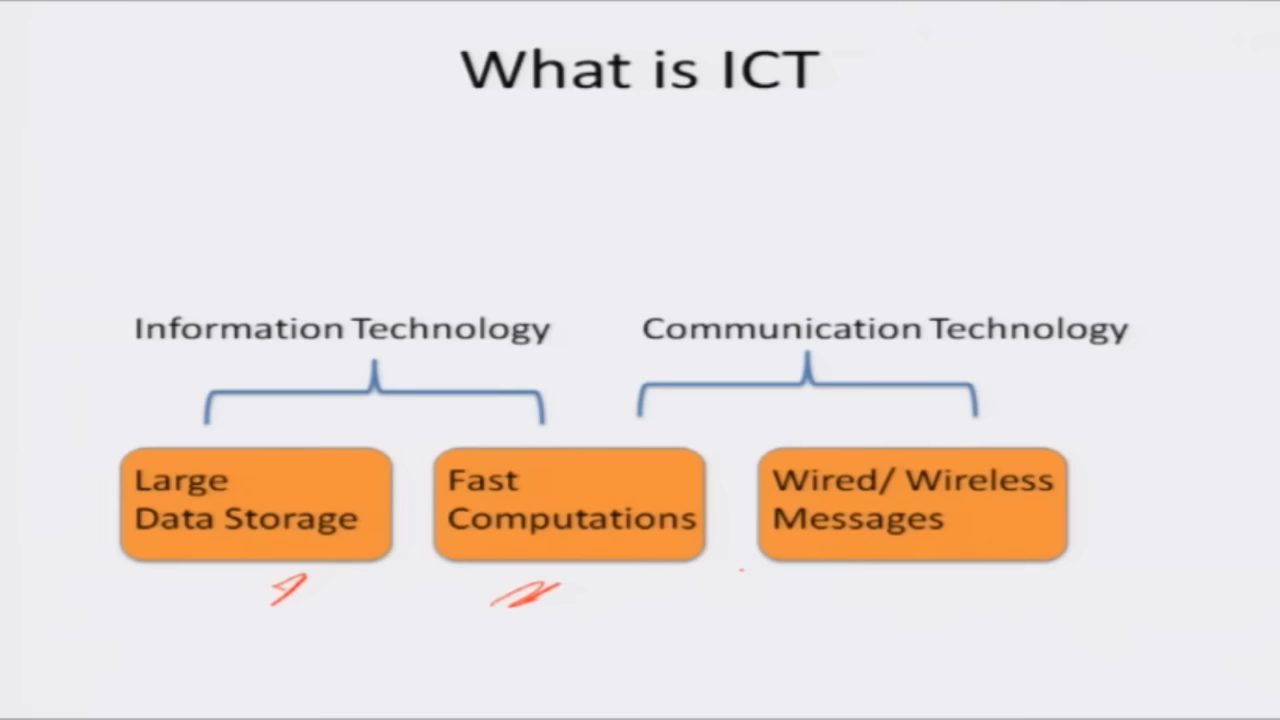 What is ICT
Information Technology
Communication Technology
Large
Data Storage
Fast
Computations
Wired/ Wireless
Messages